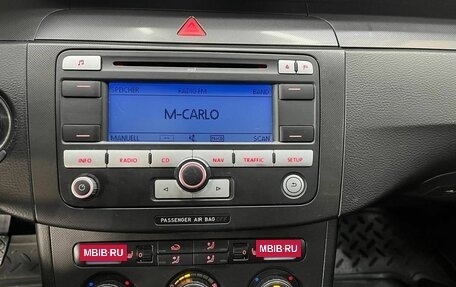 SPEICHER RADIO FM BAND
M-CARLO
MANUELL SCAN
INFO RADIO CD NAV TRAFFIC SETUP
PASSENGER AIR BAG OFF
MBIB·RU MBIB·RU